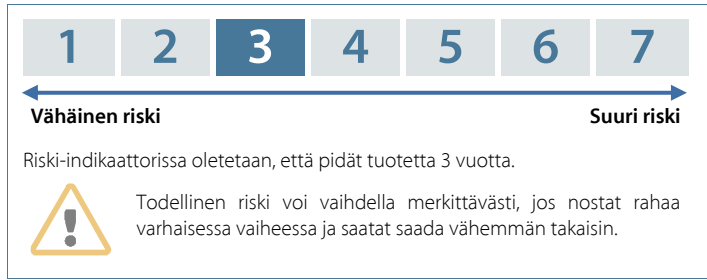 1 2 3 4 5 6 7
Vähäinen riski Suuri riski
Riski-indikaattorissa oletetaan, että pidät tuotetta 3 vuotta.
Todellinen riski voi vaihdella merkittävästi, jos nostat rahaa
varhaisessa vaiheessa ja saatat saada vähemmän takaisin.